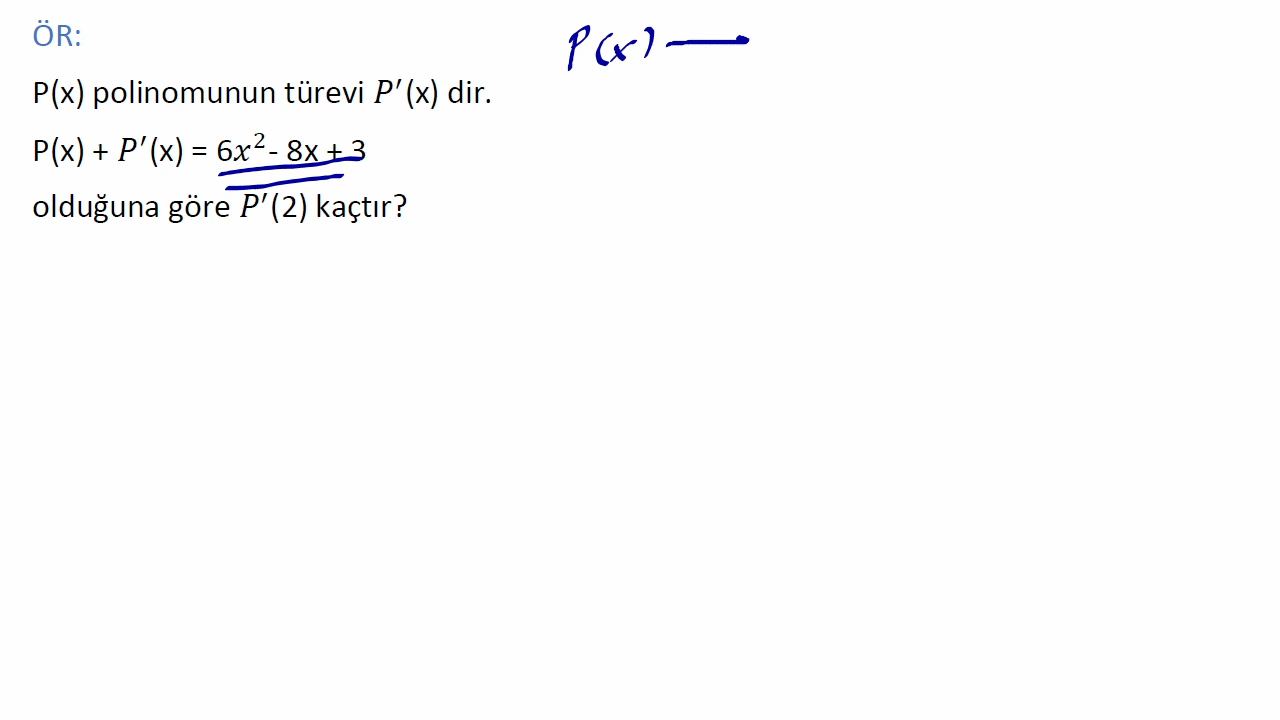 ÖR:
P(x) —
P(x) polinomunun türevi P′(x) dir.
P(x) + P′(x) = 6x² - 8x + 3
olduğuna göre P′(2) kaçtır?